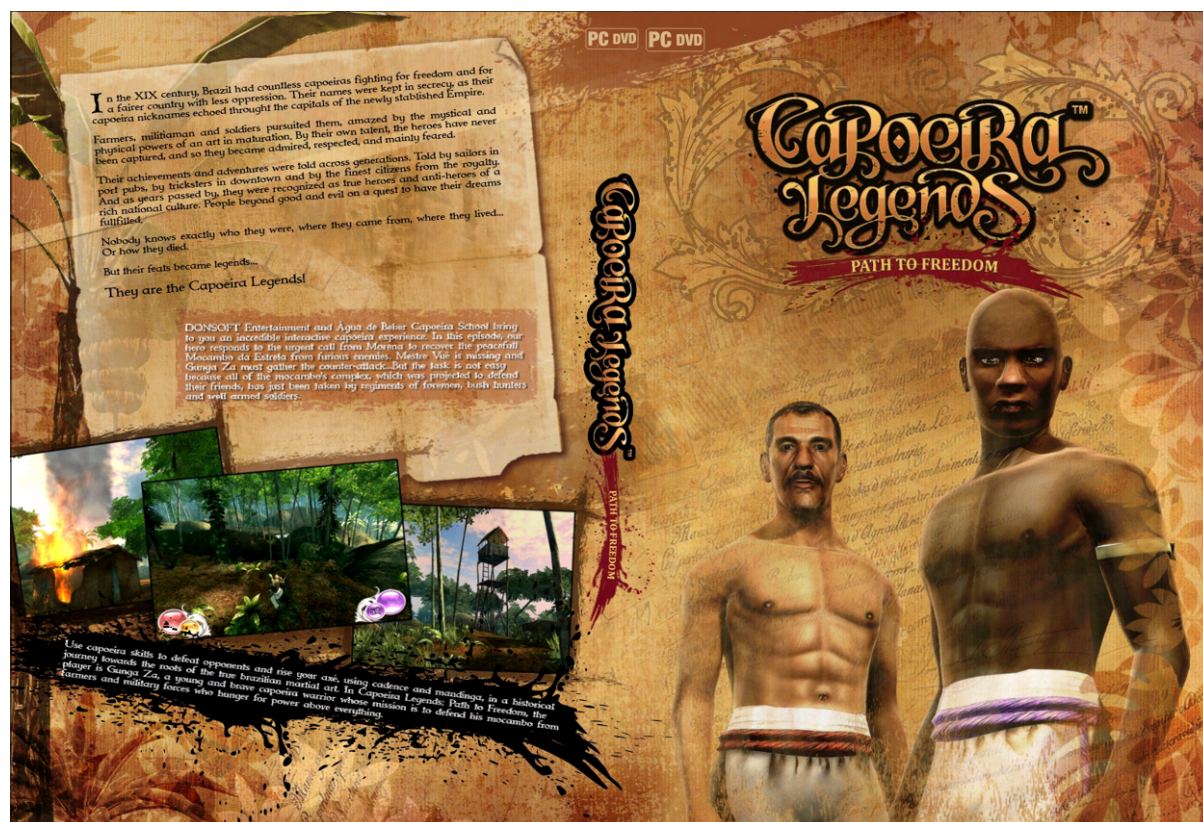 In the XIX century, Brazil had countless capoeiras fighting for freedom and for
a fairer country with less oppression. Their names were kept in secrecy, as their
capoeira nicknames echoed throught the capitals of the newly stablished Empire.
Farmers, militiaman and soldiers pursuited them, amazed by the mystical and
physical powers of an art in maturation. By their own talent, the heroes have never
been captured, and so they became admired, respected, and mainly feared.
Their achievements and adventures were told across generations. Told by sailors in
port pubs, by tricksters in downtown and by the finest citizens from the royalty.
And as years passed by, they were recognized as true heroes and anti-heroes of a
rich national culture. People beyond good and evil on a quest to have their dreams
fullfilled.
Nobody knows exactly who they were, where they came from, where they lived...
Or how they died.
But their feats became legends...
They are the Capoeira Legends!
DONSOFT Entertainment and Água de Beber Capoeira School bring
to you an incredible interactive capoeira experience. In this episode, our
hero responds to the urgent call from Morena to recover the peacefull
Mocambo da Estrela from furious enemies. Mestre Vuê is missing and
Gunga Za must gather the counter-attack...But the task is not easy
because all of the mocambo's complex, which was projected to defend
their friends, has just been taken by regiments of foremen, bush hunters
and well armed soldiers.
Use capoeira skills to defeat opponents and rise your axé, using cadence and mandinga, in a historical
journey towards the roots of the true brazilian martial art. In Capoeira Legends: Path to Freedom, the
player is Gunga Za, a young and brave capoeira warrior whose mission is to defend his mocambo from
farmers and military forces who hunger for power above everything.
PC DVD PC DVD
Capoeira Legends™
PATH TO FREEDOM
Capoeira™
Legends
PATH TO FREEDOM